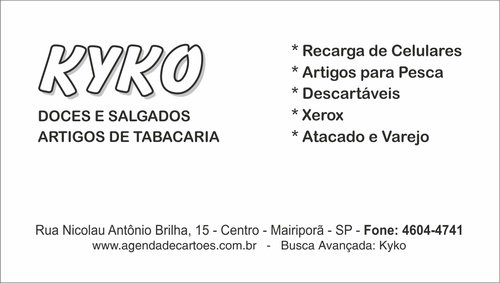 KYKO
DOCES E SALGADOS
ARTIGOS DE TABACARIA
* Recarga de Celulares
* Artigos para Pesca
* Descartáveis
* Xerox
* Atacado e Varejo
Rua Nicolau Antônio Brilha, 15 - Centro - Mairiporã - SP - Fone: 4604-4741
www.agendadecartoes.com.br - Busca Avançada: Kyko